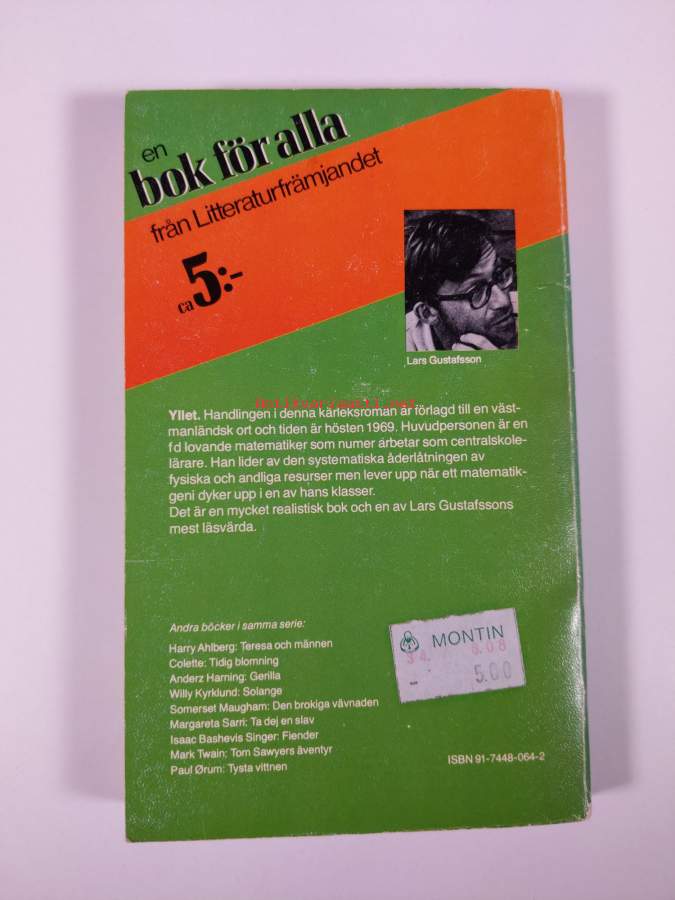 en
bok för alla
från Litteraturfrämjandet
ca 5:-
Lars Gustafsson
Yllet. Handlingen i denna kärleksroman är förlagd till en väst-
manländsk ort och tiden är hösten 1969. Huvudpersonen är en
f d lovande matematiker som numer arbetar som centralskole-
lärare. Han lider av den systematiska åderlåtningen av
fysiska och andliga resurser men lever upp när ett matematik-
geni dyker upp i en av hans klasser.
Det är en mycket realistisk bok och en av Lars Gustafssons
mest läsvärda.
Andra böcker i samma serie:
Harry Ahlberg: Teresa och männen
Colette: Tidig blomning
Anderz Harning: Gerilla
Willy Kyrklund: Solange
Somerset Maugham: Den brokiga vävnaden
Margareta Sarri: Ta dej en slav
Isaac Bashevis Singer: Fiender
Mark Twain: Tom Sawyers äventyr
Paul Ørum: Tysta vittnen
MONTIN
34. 8.08
5.00
ISBN 91-7448-064-2